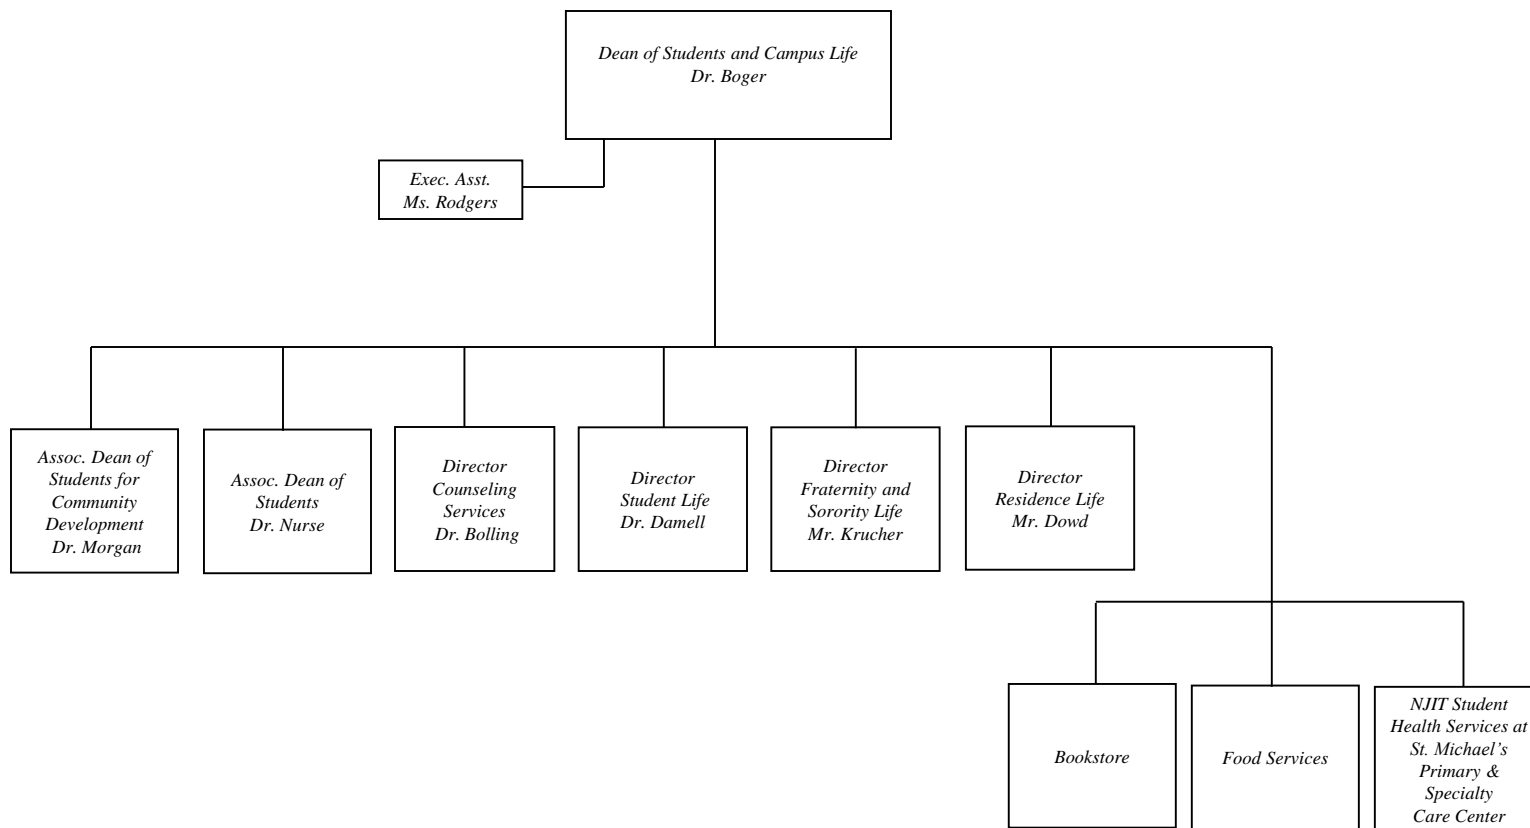 Dean of Students and Campus Life
Dr. Boger
Exec. Asst.
Ms. Rodgers
Assoc. Dean of
Students for
Community
Development
Dr. Morgan
Assoc. Dean of
Students
Dr. Nurse
Director
Counseling
Services
Dr. Bolling
Director
Student Life
Dr. Damell
Director
Fraternity and
Sorority Life
Mr. Krucher
Director
Residence Life
Mr. Dowd
Bookstore
Food Services
NJIT Student
Health Services at
St. Michael’s
Primary &
Specialty
Care Center